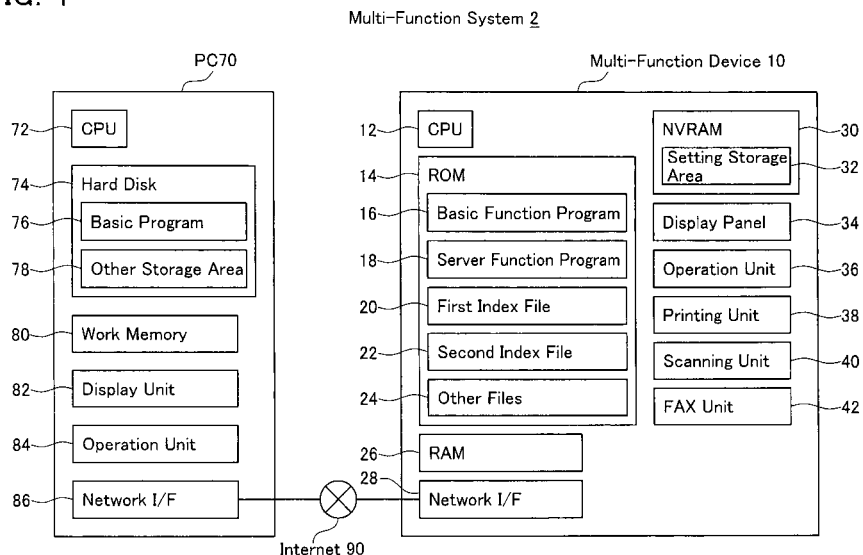 Multi-Function System 2
PC70
Multi-Function Device 10
72 CPU
74 Hard Disk
76 Basic Program
78 Other Storage Area
80 Work Memory
82 Display Unit
84 Operation Unit
86 Network I/F
Internet 90
12 CPU
14 ROM
16 Basic Function Program
18 Server Function Program
20 First Index File
22 Second Index File
24 Other Files
26 RAM
28 Network I/F
NVRAM 30
Setting Storage
Area 32
Display Panel 34
Operation Unit 36
Printing Unit 38
Scanning Unit 40
FAX Unit 42